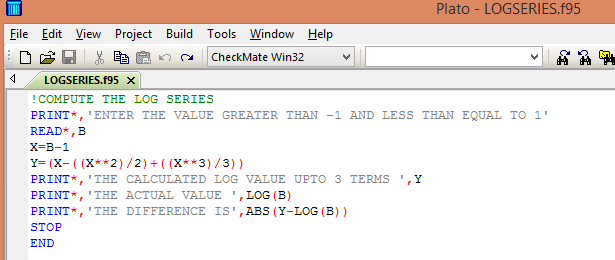 Plato - LOGSERIES.f95
File Edit View Project Build Tools Window Help
CheckMate Win32
LOGSERIES.f95
!COMPUTE THE LOG SERIES
PRINT*,'ENTER THE VALUE GREATER THAN -1 AND LESS THAN EQUAL TO 1'
READ*,B
X=B-1
Y=(X-((X**2)/2)+((X**3)/3))
PRINT*,'THE CALCULATED LOG VALUE UPTO 3 TERMS ',Y
PRINT*,'THE ACTUAL VALUE ',LOG(B)
PRINT*,'THE DIFFERENCE IS',ABS(Y-LOG(B))
STOP
END